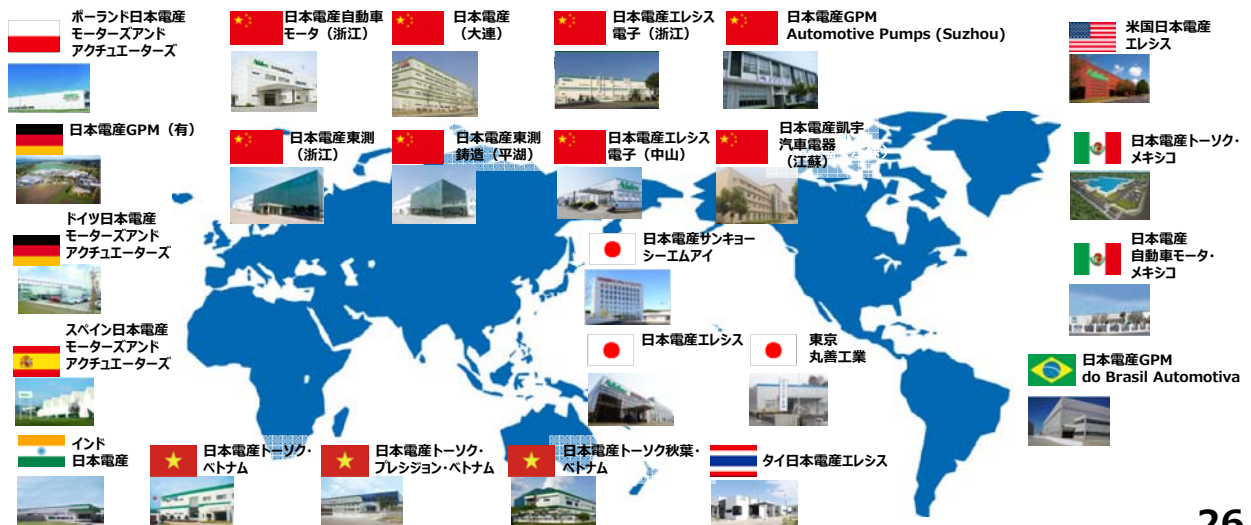 ポーランド日本電産
モーターズアンド
アクチュエーターズ
日本電産自動車
モータ（浙江）
日本電産
（大連）
日本電産エレシス
電子（浙江）
日本電産GPM
Automotive Pumps (Suzhou)
米国日本電産
エレシス
日本電産GPM（有）
日本電産東測
（浙江）
日本電産東測
鋳造（平湖）
日本電産エレシス
電子（中山）
日本電産凱宇
汽車電器
（江蘇）
日本電産トーソク・
メキシコ
ドイツ日本電産
モーターズアンド
アクチュエーターズ
日本電産サンキョー
シーエムアイ
日本電産
自動車モータ・
メキシコ
スペイン日本電産
モーターズアンド
アクチュエーターズ
日本電産エレシス
東京
丸善工業
日本電産GPM
do Brasil Automotiva
インド
日本電産
日本電産トーソク・
ベトナム
日本電産トーソク・
プレシジョン・ベトナム
日本電産トーソク秋葉・
ベトナム
タイ日本電産エレシス
26